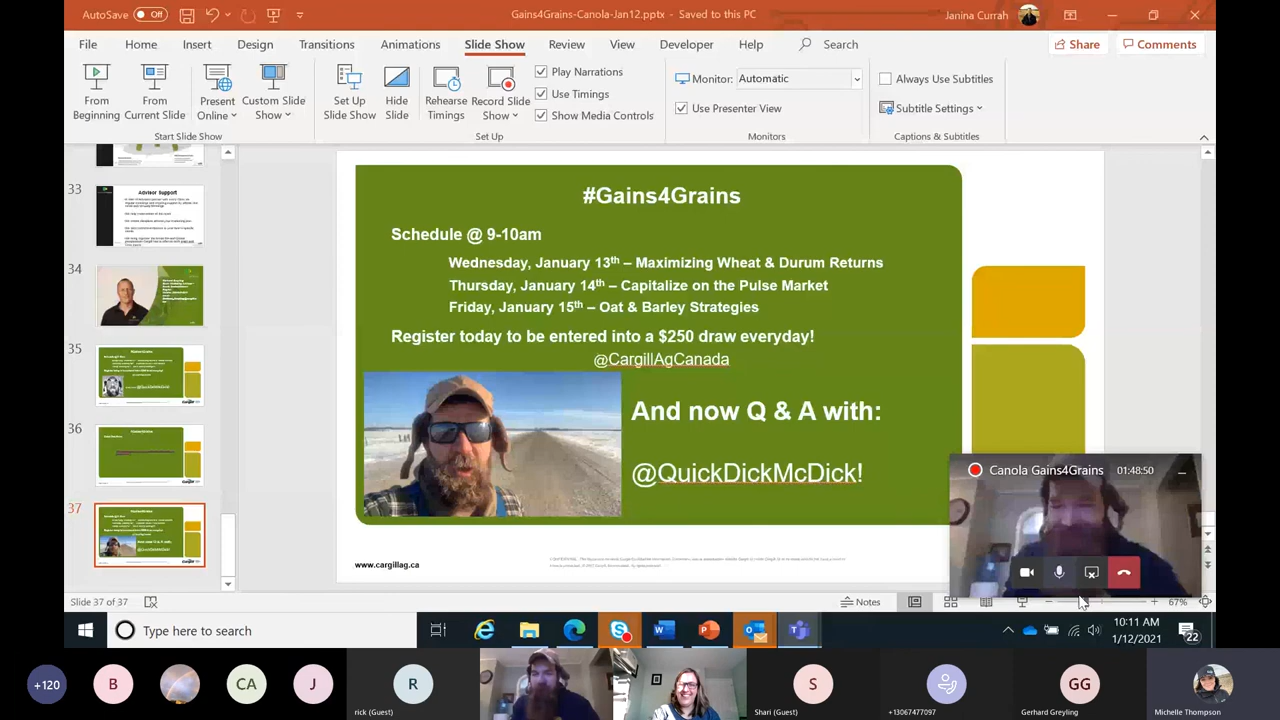 AutoSave Off
Gains4Grains-Canola-Jan12.pptx - Saved to this PC
Janina Currah
File Home Insert Design Transitions Animations Slide Show Review View Developer Help Search Share Comments
From Beginning
From Current Slide
Present Online
Custom Slide Show
Set Up Slide Show
Hide Slide
Rehearse Timings
Record Slide Show
Play Narrations
Use Timings
Show Media Controls
Monitor: Automatic
Use Presenter View
Always Use Subtitles
Subtitle Settings
Start Slide Show
Set Up
Monitors
Captions & Subtitles
33
Advisor Support
34
35
36
37
#Gains4Grains
Schedule @ 9-10am
Wednesday, January 13th – Maximizing Wheat & Durum Returns
Thursday, January 14th – Capitalize on the Pulse Market
Friday, January 15th – Oat & Barley Strategies
Register today to be entered into a $250 draw everyday!
@CargillAgCanada
And now Q & A with:
@QuickDickMcDick!
www.cargillag.ca
Canola Gains4Grains 01:48:50
Slide 37 of 37
Notes
67%
Type here to search
10:11 AM
1/12/2021
22
+120
B
CA
J
R
rick (Guest)
S
Shari (Guest)
+13067477097
GG
Gerhard Greyling
Michelle Thompson